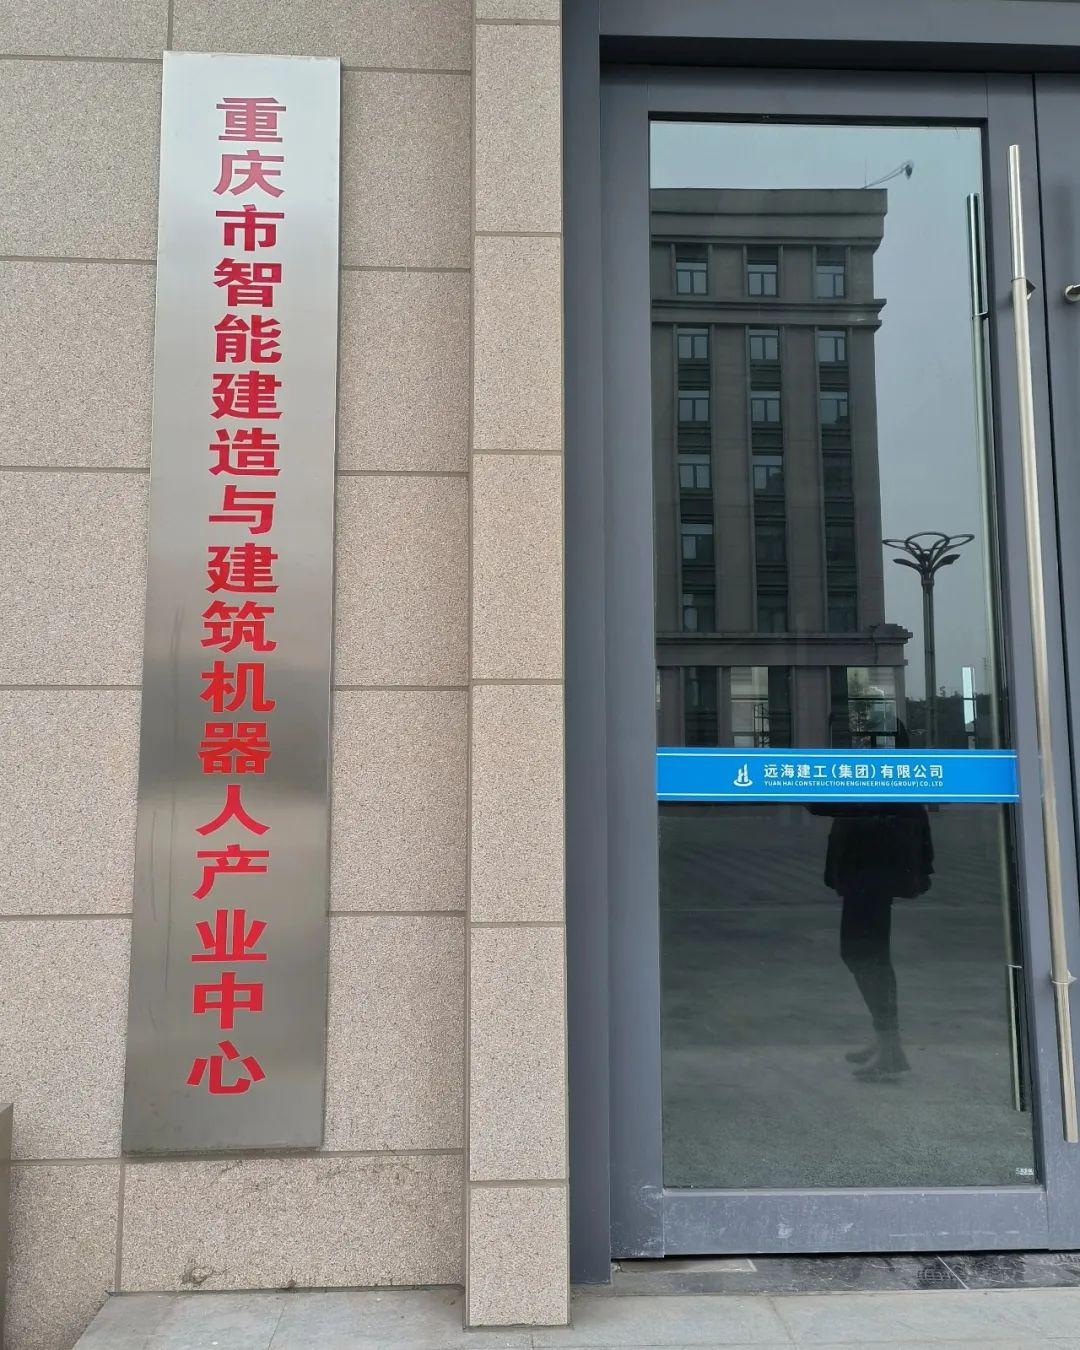 重庆市智能建造与建筑机器人产业中心
远海建工(集团)有限公司
YUAN HAI CONSTRUCTION ENGINEERING (GROUP) CO. LTD